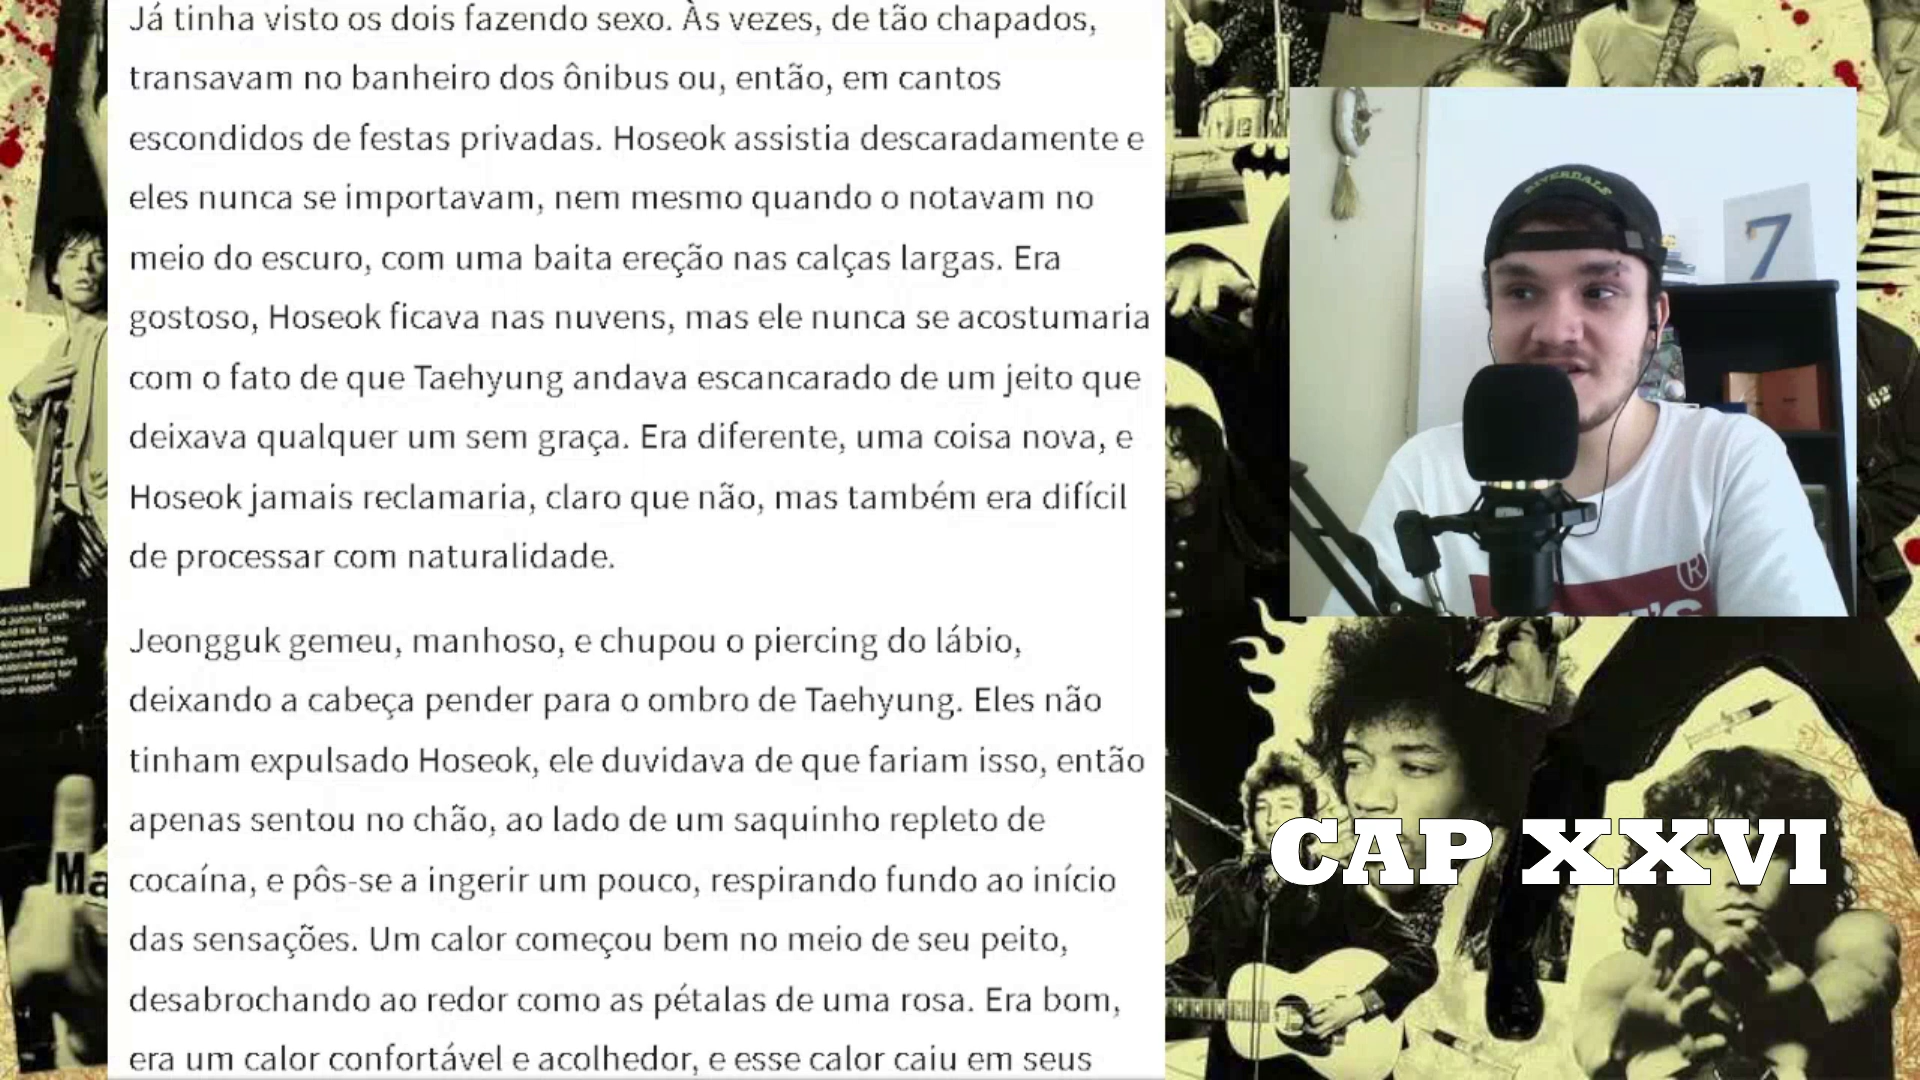 Já tinha visto os dois fazendo sexo. Às vezes, de tão chapados,
transavam no banheiro dos ônibus ou, então, em cantos
escondidos de festas privadas. Hoseok assistia descaradamente e
eles nunca se importavam, nem mesmo quando o notavam no
meio do escuro, com uma baita ereção nas calças largas. Era
gostoso, Hoseok ficava nas nuvens, mas ele nunca se acostumaria
com o fato de que Taehyung andava escancarado de um jeito que
deixava qualquer um sem graça. Era diferente, uma coisa nova, e
Hoseok jamais reclamaria, claro que não, mas também era difícil
de processar com naturalidade.
Jeongguk gemeu, manhoso, e chupou o piercing do lábio,
deixando a cabeça pender para o ombro de Taehyung. Eles não
tinham expulsado Hoseok, ele duvidava de que fariam isso, então
apenas sentou no chão, ao lado de um saquinho repleto de
cocaína, e pôs-se a ingerir um pouco, respirando fundo ao início
das sensações. Um calor começou bem no meio de seu peito,
desabrochando ao redor como as pétalas de uma rosa. Era bom,
era um calor confortável e acolhedor, e esse calor caiu em seus
RIVERDALE
7
®
62
CAP XXVI
Ma